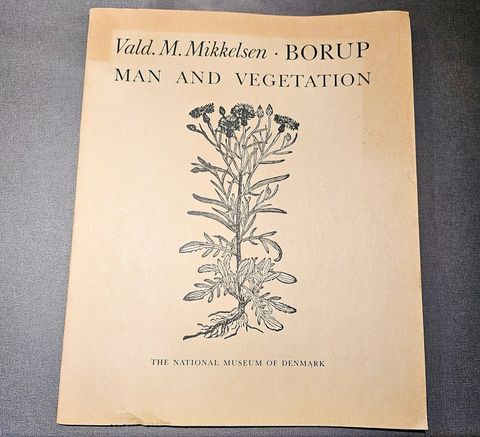 Vald. M. Mikkelsen · BORUP
MAN AND VEGETATION
THE NATIONAL MUSEUM OF DENMARK